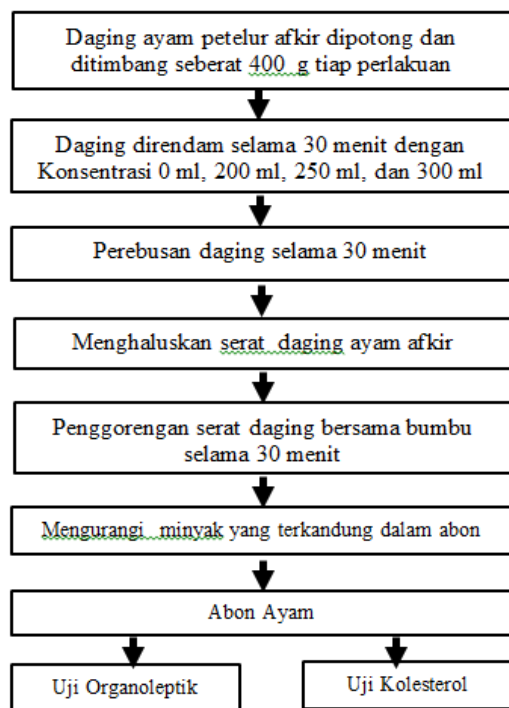 Daging ayam petelur afkir dipotong dan
ditimbang seberat 400 g tiap perlakuan
Daging direndam selama 30 menit dengan
Konsentrasi 0 ml, 200 ml, 250 ml, dan 300 ml
Perebusan daging selama 30 menit
Menghaluskan serat daging ayam afkir
Penggorengan serat daging bersama bumbu
selama 30 menit
Mengurangi minyak yang terkandung dalam abon
Abon Ayam
Uji Organoleptik
Uji Kolesterol